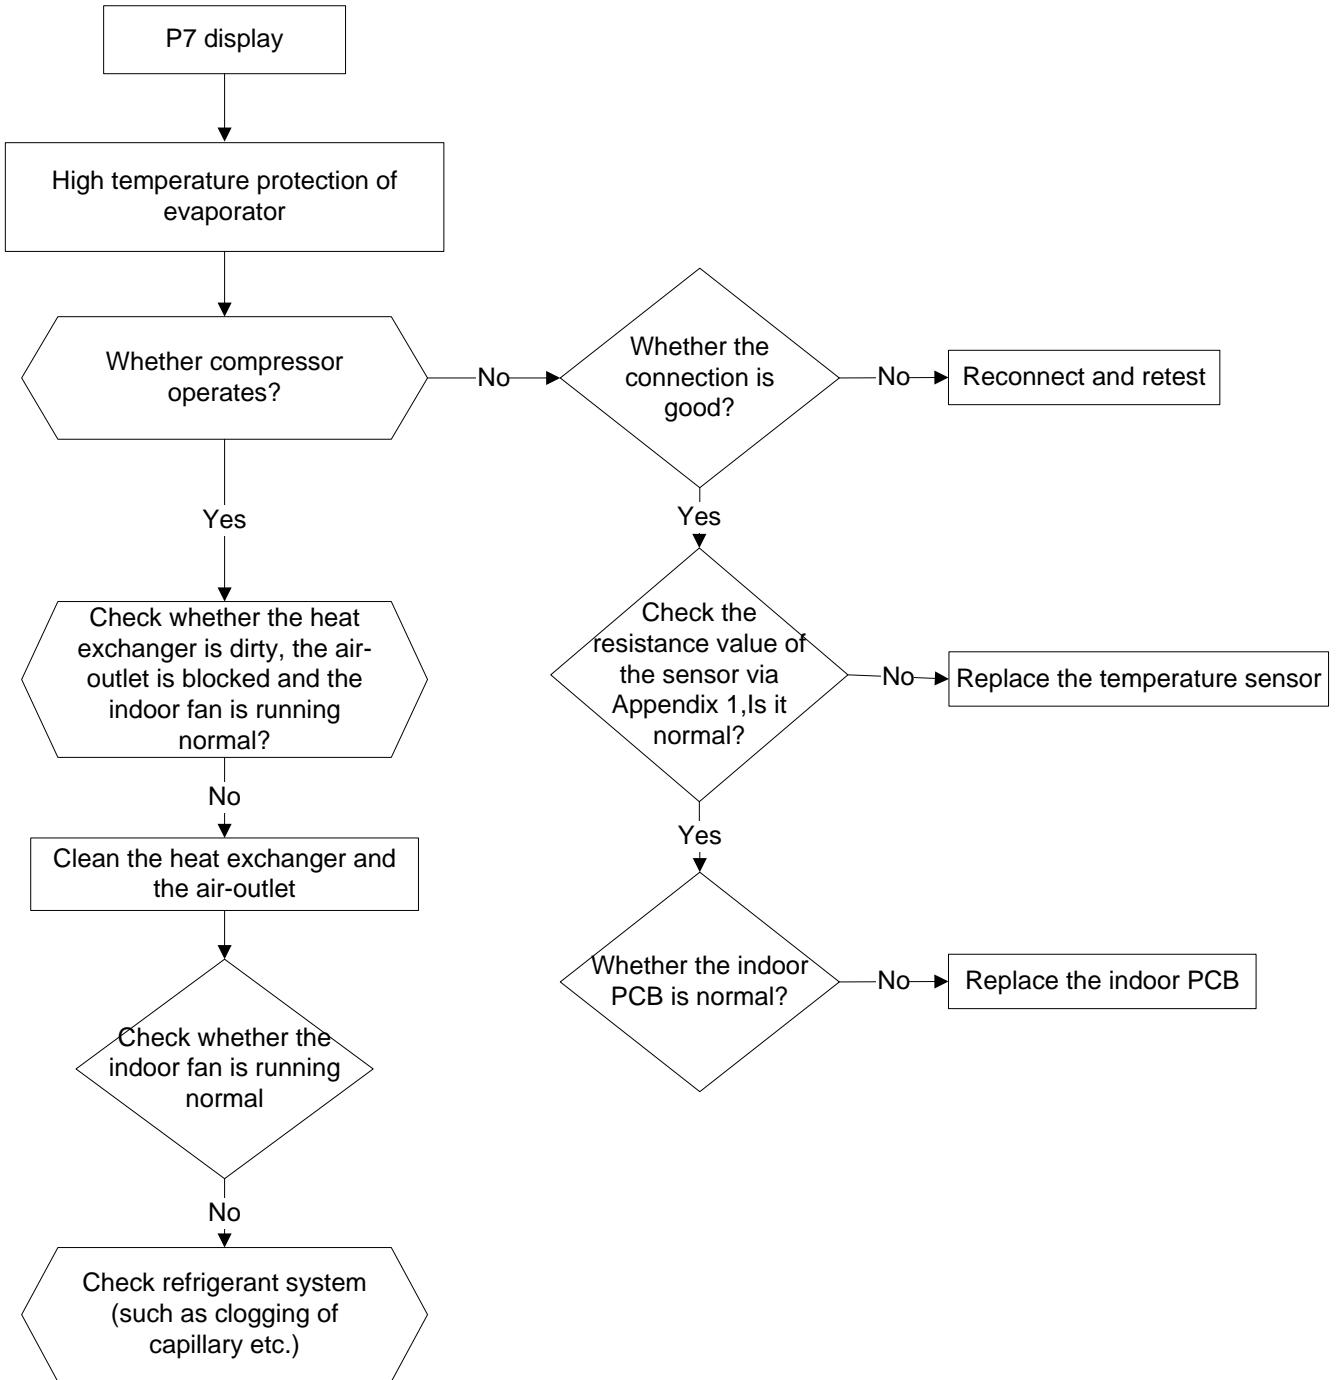 P7 display
High temperature protection of
evaporator
Whether compressor
operates?
No
Whether the
connection is
good?
No
Reconnect and retest
Yes
Yes
Check whether the heat
exchanger is dirty, the air-
outlet is blocked and the
indoor fan is running
normal?
Check the
resistance value of
the sensor via
Appendix 1,Is it
normal?
No
Replace the temperature sensor
No
Yes
Clean the heat exchanger and
the air-outlet
Whether the indoor
PCB is normal?
No
Replace the indoor PCB
Check whether the
indoor fan is running
normal
No
Check refrigerant system
(such as clogging of
capillary etc.)